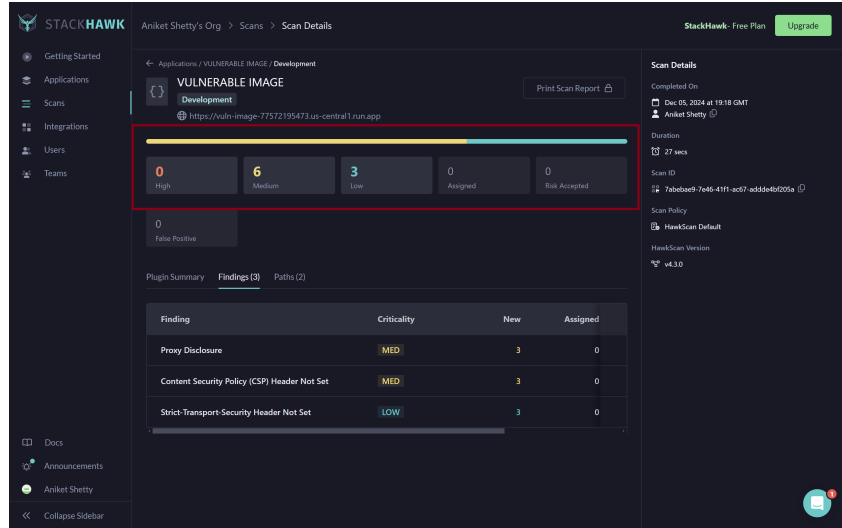 STACKHAWK
Aniket Shetty's Org > Scans > Scan Details
StackHawk- Free Plan
Upgrade
Getting Started
Applications
Scans
Integrations
Users
Teams
Docs
Announcements
Aniket Shetty
Collapse Sidebar
← Applications / VULNERABLE IMAGE / Development
VULNERABLE IMAGE
Development
https://vuln-image-77572195473.us-central1.run.app
Print Scan Report
0
High
6
Medium
3
Low
0
Assigned
0
Risk Accepted
0
False Positive
Plugin Summary Findings (3) Paths (2)
Finding Criticality New Assigned
Proxy Disclosure MED 3 0
Content Security Policy (CSP) Header Not Set MED 3 0
Strict-Transport-Security Header Not Set LOW 3 0
Scan Details
Completed On
Dec 05, 2024 at 19:18 GMT
Aniket Shetty
Duration
27 secs
Scan ID
7abebae9-7e46-41f1-ac67-addde4bf205a
Scan Policy
HawkScan Default
HawkScan Version
v4.3.0
1